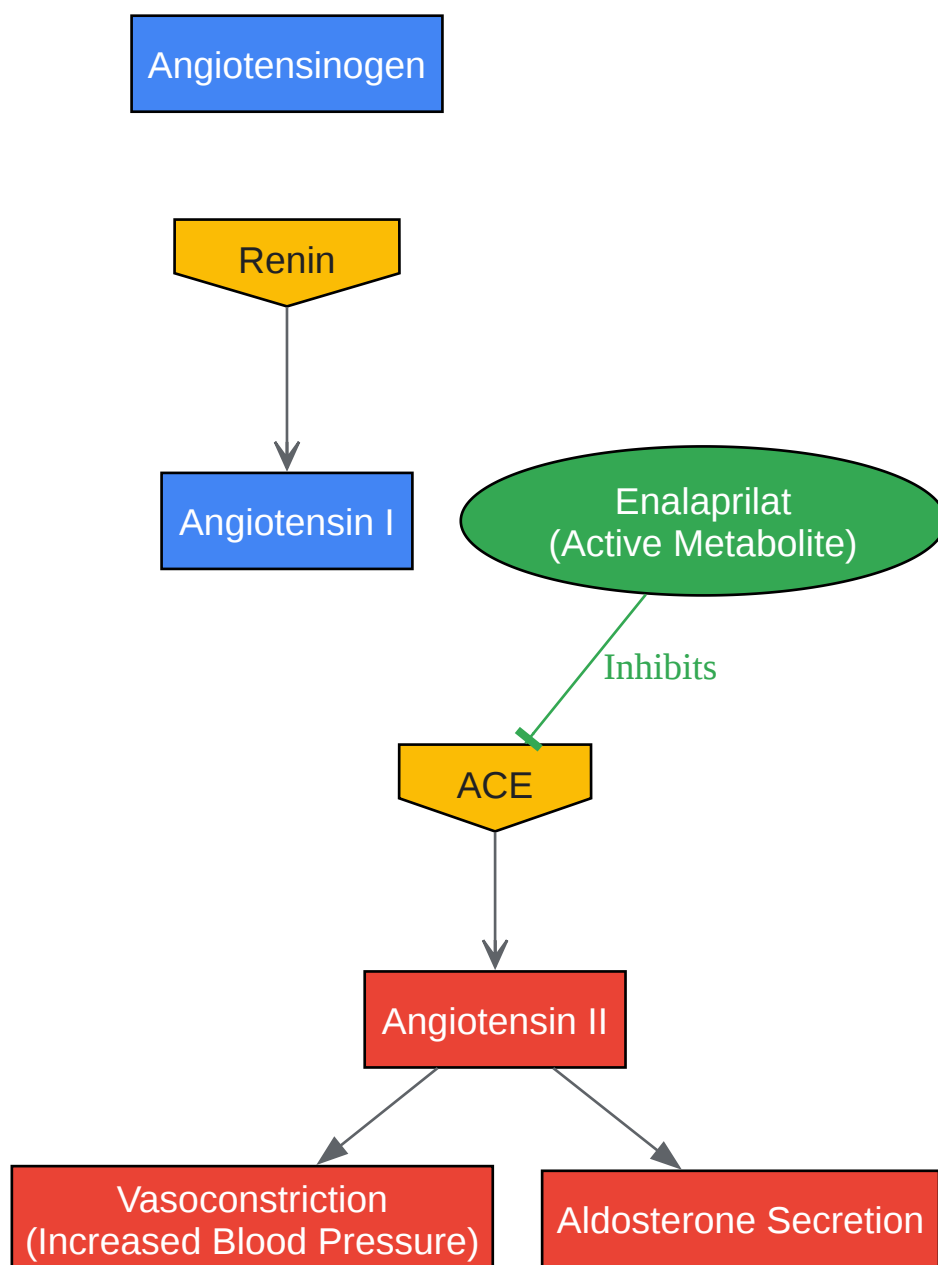 Angiotensinogen
Renin
Angiotensin I
Enalaprilat
(Active Metabolite)
Inhibits
ACE
Angiotensin II
Vasoconstriction
(Increased Blood Pressure)
Aldosterone Secretion